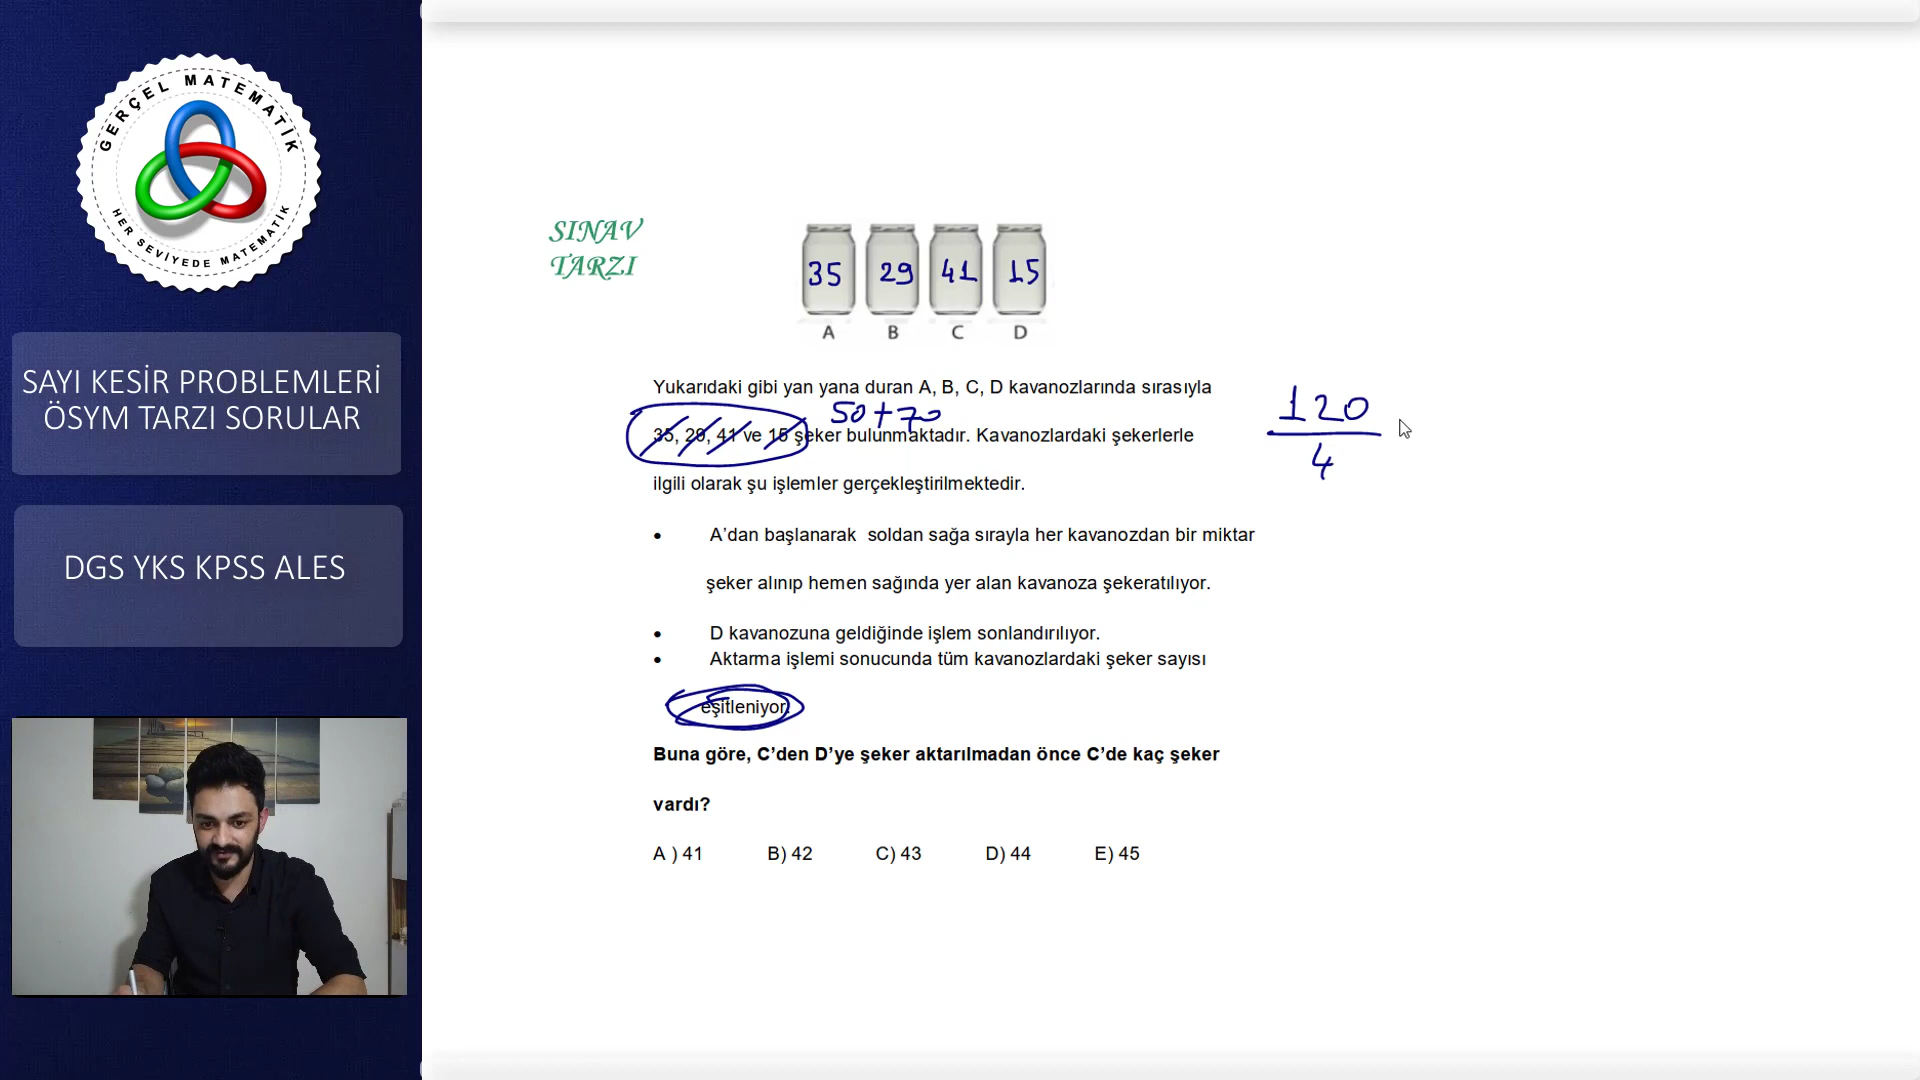 GERÇEL MATEMATİK
HER SEVİYEDE MATEMATİK
SAYI KESİR PROBLEMLERİ
ÖSYM TARZI SORULAR
DGS YKS KPSS ALES
SINAV
TARZI
35 29 41 15
A B C D
Yukarıdaki gibi yan yana duran A, B, C, D kavanozlarında sırasıyla
50+70
35, 29, 41 ve 15 şeker bulunmaktadır. Kavanozlardaki şekerlerle
120
4
ilgili olarak şu işlemler gerçekleştirilmektedir.
• A’dan başlanarak soldan sağa sırayla her kavanozdan bir miktar
şeker alınıp hemen sağında yer alan kavanoza şekeratılıyor.
• D kavanozuna geldiğinde işlem sonlandırılıyor.
• Aktarma işlemi sonucunda tüm kavanozlardaki şeker sayısı
eşitleniyor.
Buna göre, C’den D’ye şeker aktarılmadan önce C’de kaç şeker
vardı?
A ) 41 B) 42 C) 43 D) 44 E) 45